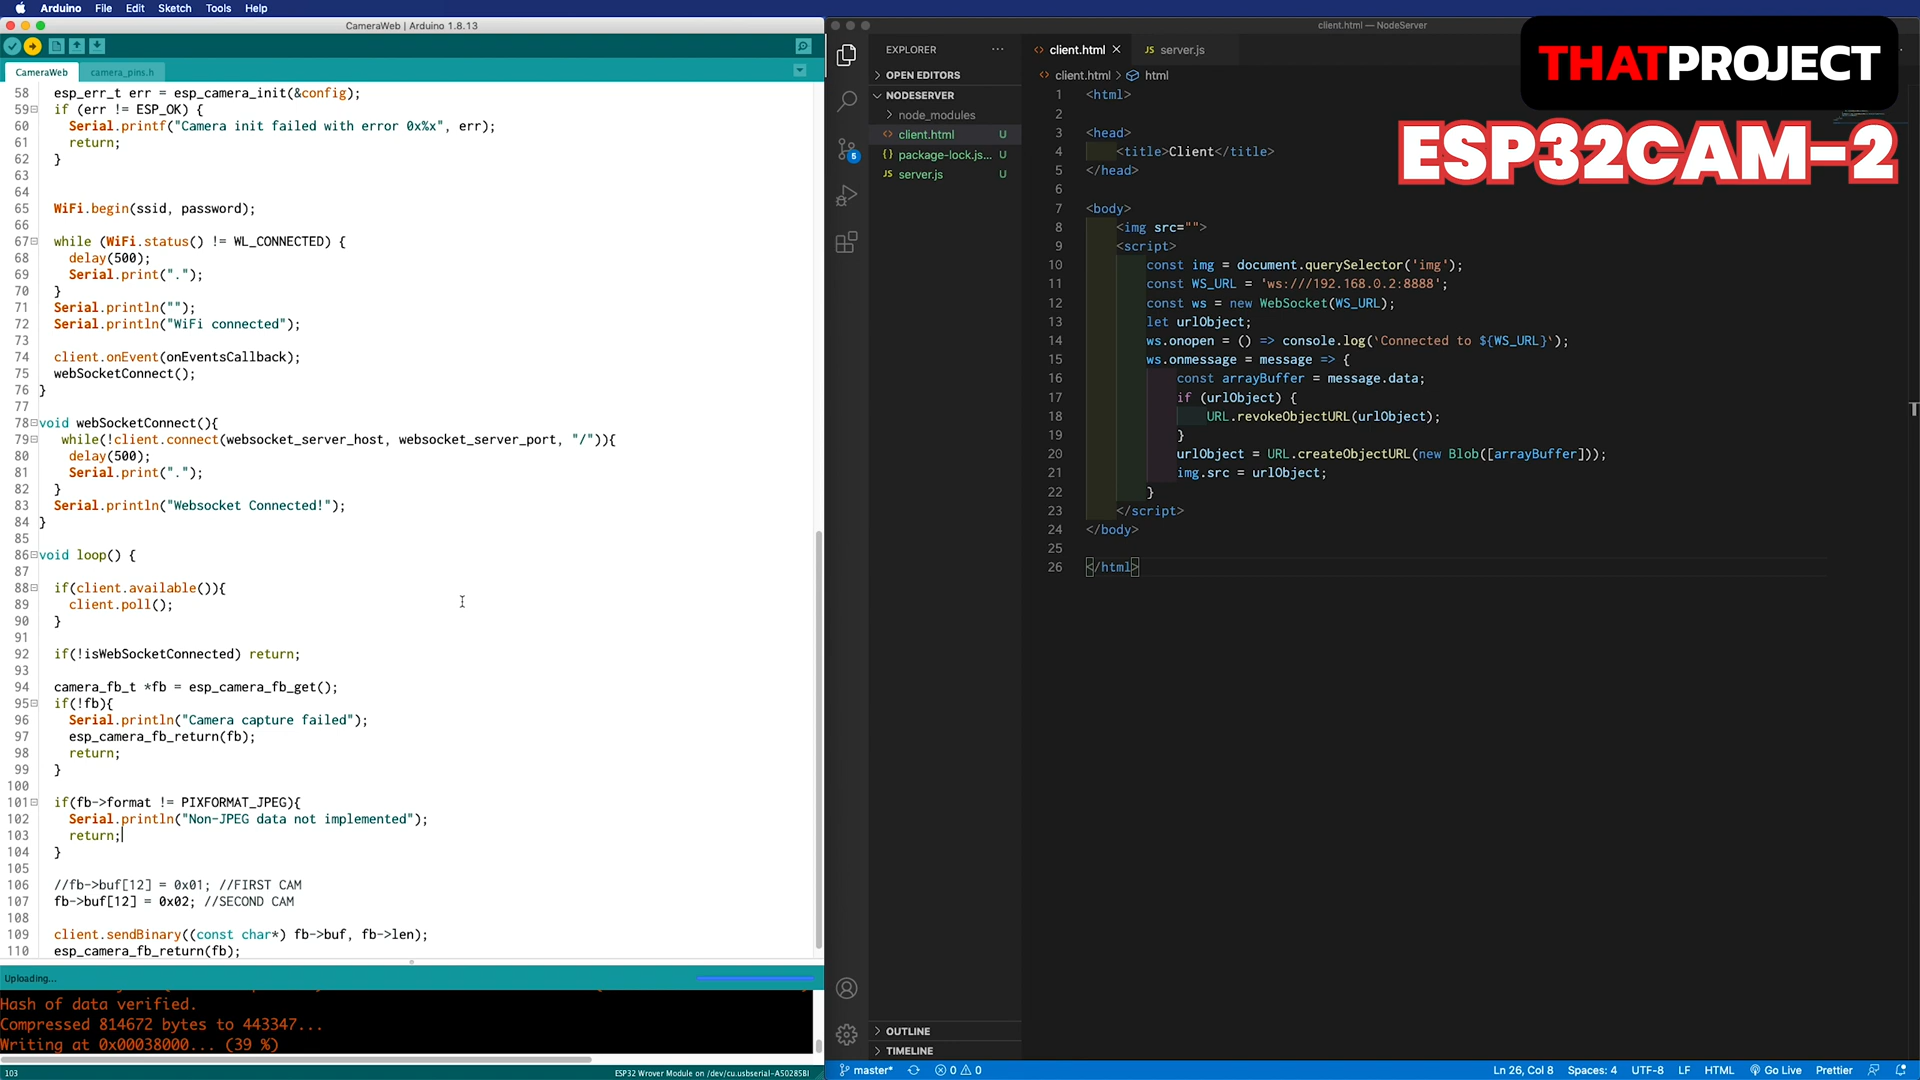 Arduino File Edit Sketch Tools Help
CameraWeb | Arduino 1.8.13
CameraWeb camera_pins.h
58 esp_err_t err = esp_camera_init(&config);
59 if (err != ESP_OK) {
60 Serial.printf("Camera init failed with error 0x%x", err);
61 return;
62 }
63
64
65 WiFi.begin(ssid, password);
66
67 while (WiFi.status() != WL_CONNECTED) {
68 delay(500);
69 Serial.print(".");
70 }
71 Serial.println("");
72 Serial.println("WiFi connected");
73
74 client.onEvent(onEventsCallback);
75 webSocketConnect();
76 }
77
78 void webSocketConnect(){
79 while(!client.connect(websocket_server_host, websocket_server_port, "/")){
80 delay(500);
81 Serial.print(".");
82 }
83 Serial.println("Websocket Connected!");
84 }
85
86 void loop() {
87
88 if(client.available()){
89 client.poll();
90 }
91
92 if(!isWebSocketConnected) return;
93
94 camera_fb_t *fb = esp_camera_fb_get();
95 if(!fb){
96 Serial.println("Camera capture failed");
97 esp_camera_fb_return(fb);
98 return;
99 }
100
101 if(fb->format != PIXFORMAT_JPEG){
102 Serial.println("Non-JPEG data not implemented");
103 return;
104 }
105
106 //fb->buf[12] = 0x01; //FIRST CAM
107 fb->buf[12] = 0x02; //SECOND CAM
108
109 client.sendBinary((const char*) fb->buf, fb->len);
110 esp_camera_fb_return(fb);
Uploading...
Hash of data verified.
Compressed 814672 bytes to 443347...
Writing at 0x00038000... (39 %)
103 ESP32 Wrover Module on /dev/cu.usbserial-A50285BI
client.html — NodeServer
EXPLORER
OPEN EDITORS
NODESERVER
node_modules
client.html U
package-lock.js... U
server.js U
5
OUTLINE
TIMELINE
client.html server.js
client.html > html
1 <html>
2
3 <head>
4 <title>Client</title>
5 </head>
6
7 <body>
8 <img src="">
9 <script>
10 const img = document.querySelector('img');
11 const WS_URL = 'ws:///192.168.0.2:8888';
12 const ws = new WebSocket(WS_URL);
13 let urlObject;
14 ws.onopen = () => console.log(`Connected to ${WS_URL}`);
15 ws.onmessage = message => {
16 const arrayBuffer = message.data;
17 if (urlObject) {
18 URL.revokeObjectURL(urlObject);
19 }
20 urlObject = URL.createObjectURL(new Blob([arrayBuffer]));
21 img.src = urlObject;
22 }
23 </script>
24 </body>
25
26 </html>
THATPROJECT
ESP32CAM-2
master* 0 0 Ln 26, Col 8 Spaces: 4 UTF-8 LF HTML Go Live Prettier